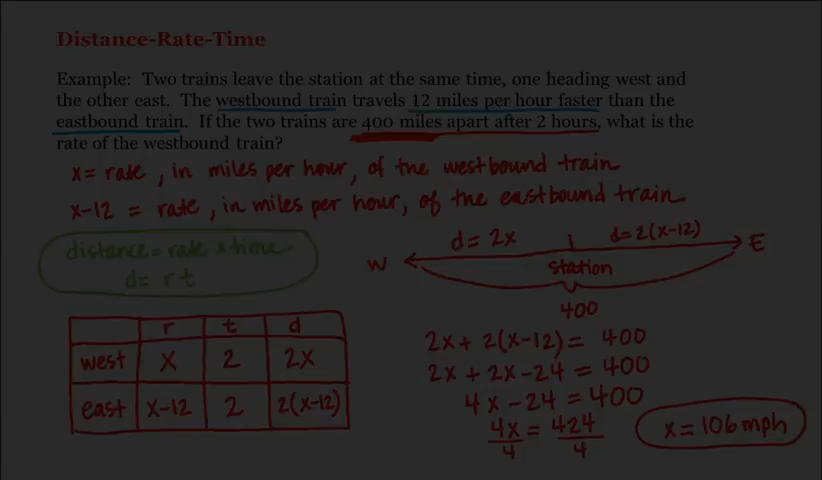 Distance-Rate-Time
Example: Two trains leave the station at the same time, one heading west and
the other east. The westbound train travels 12 miles per hour faster than the
eastbound train. If the two trains are 400 miles apart after 2 hours, what is the
rate of the westbound train?
x = rate, in miles per hour, of the westbound train
x-12 = rate, in miles per hour, of the eastbound train
distance = rate × time
d = r t
d = 2x
d=2(x-12)
W
E
station
400
r t d
west x 2 2x
east x-12 2 2(x-12)
2x + 2(x-12) = 400
2x + 2x - 24 = 400
4x - 24 = 400
4x = 424
4 4
x = 106 mph